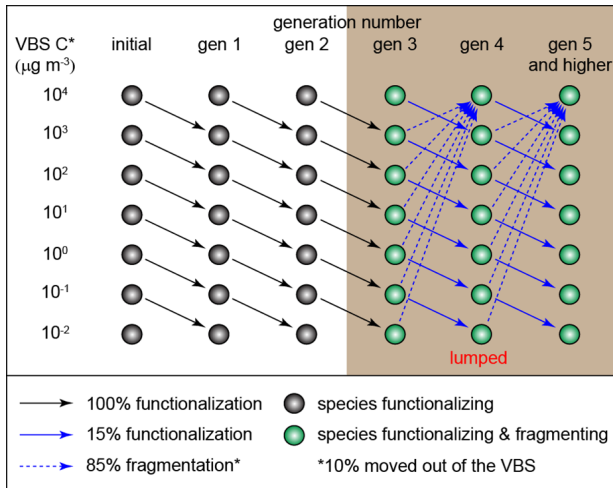 generation number
VBS C* initial gen 1 gen 2 gen 3 gen 4 gen 5
(μg m-3) and higher
10⁴
10³
10²
10¹
10⁰
10⁻¹
10⁻²
lumped
100% functionalization species functionalizing
15% functionalization species functionalizing & fragmenting
85% fragmentation* *10% moved out of the VBS